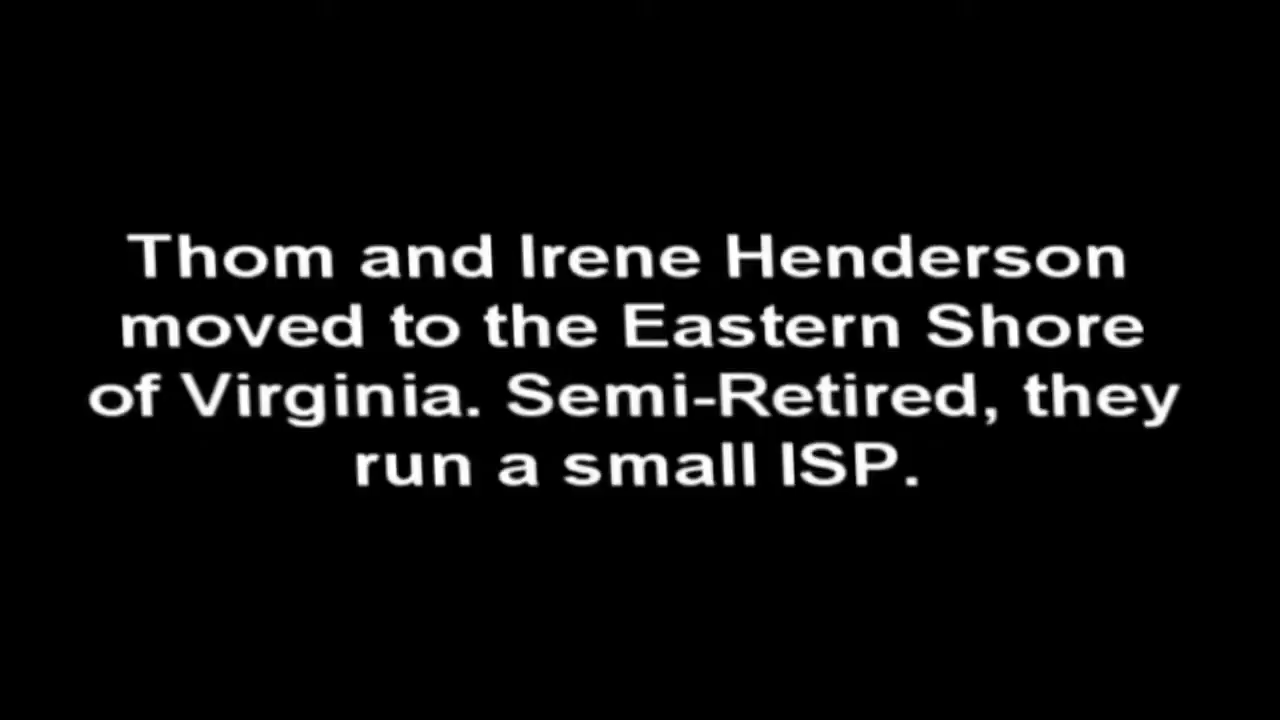 Thom and Irene Henderson
moved to the Eastern Shore
of Virginia. Semi-Retired, they
run a small ISP.